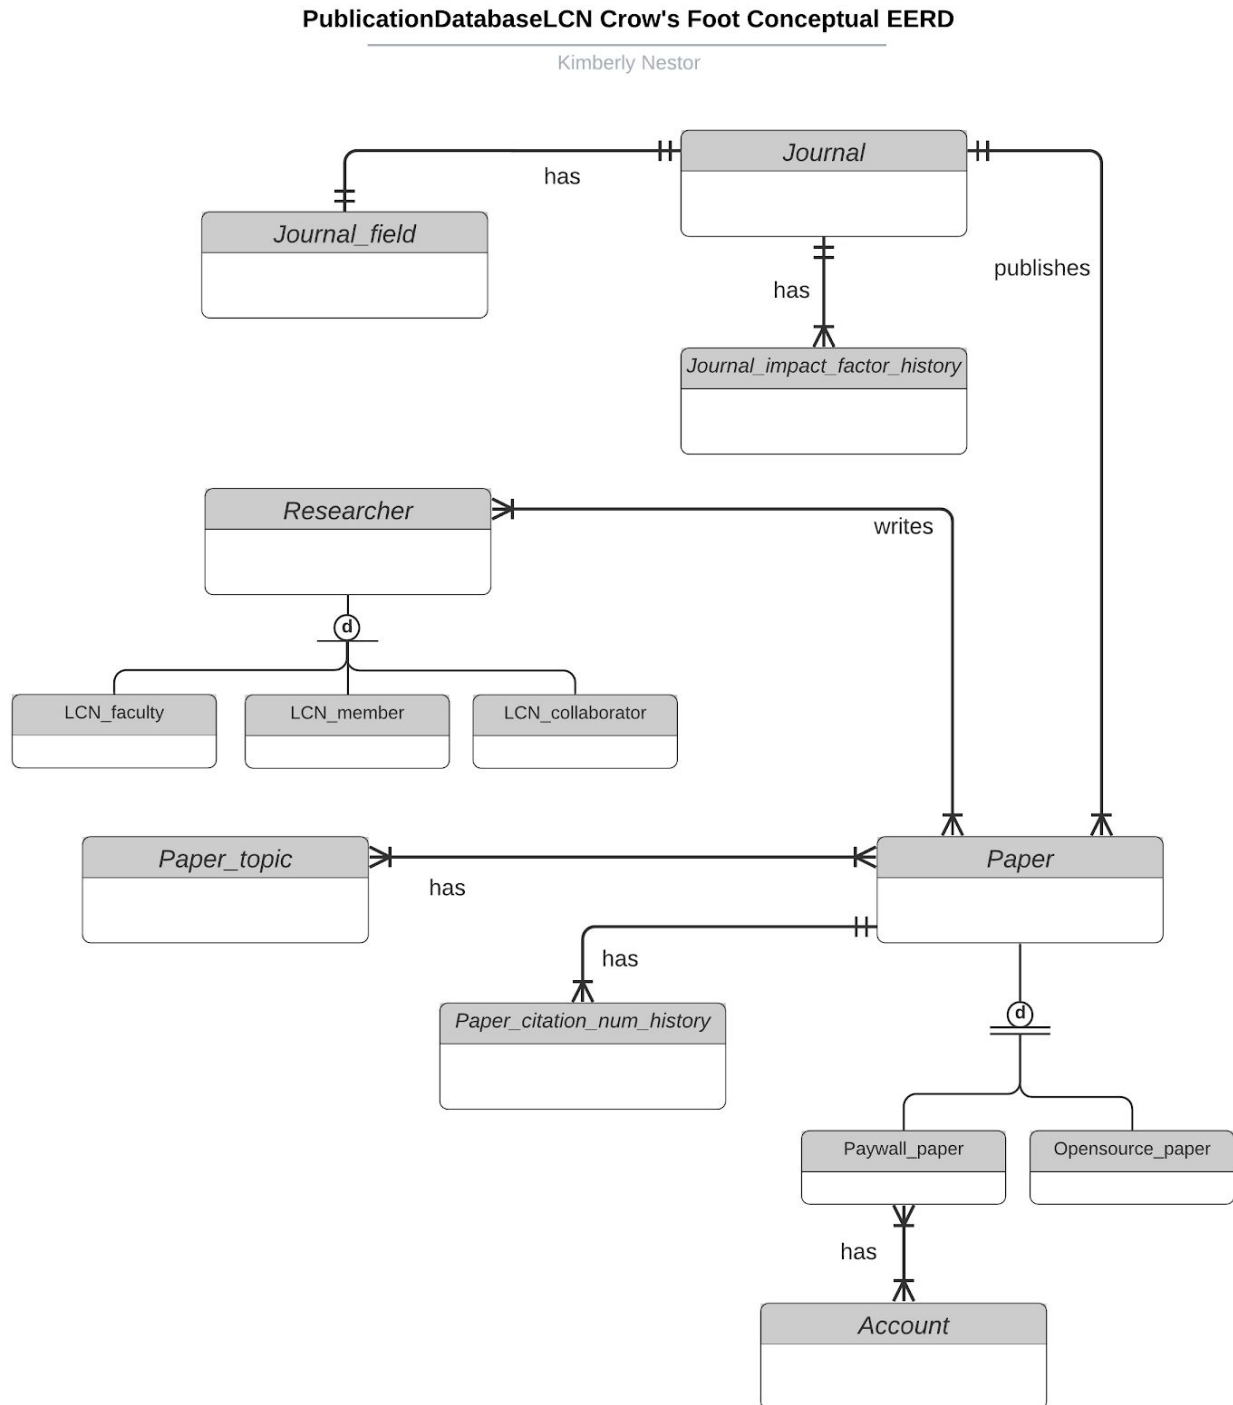 PublicationDatabaseLCN Crow's Foot Conceptual EERD
Kimberly Nestor
Journal
has
Journal_field
publishes
has
Journal_impact_factor_history
Researcher
writes
d
LCN_faculty
LCN_member
LCN_collaborator
Paper_topic
Paper
has
has
Paper_citation_num_history
d
Paywall_paper
Opensource_paper
has
Account